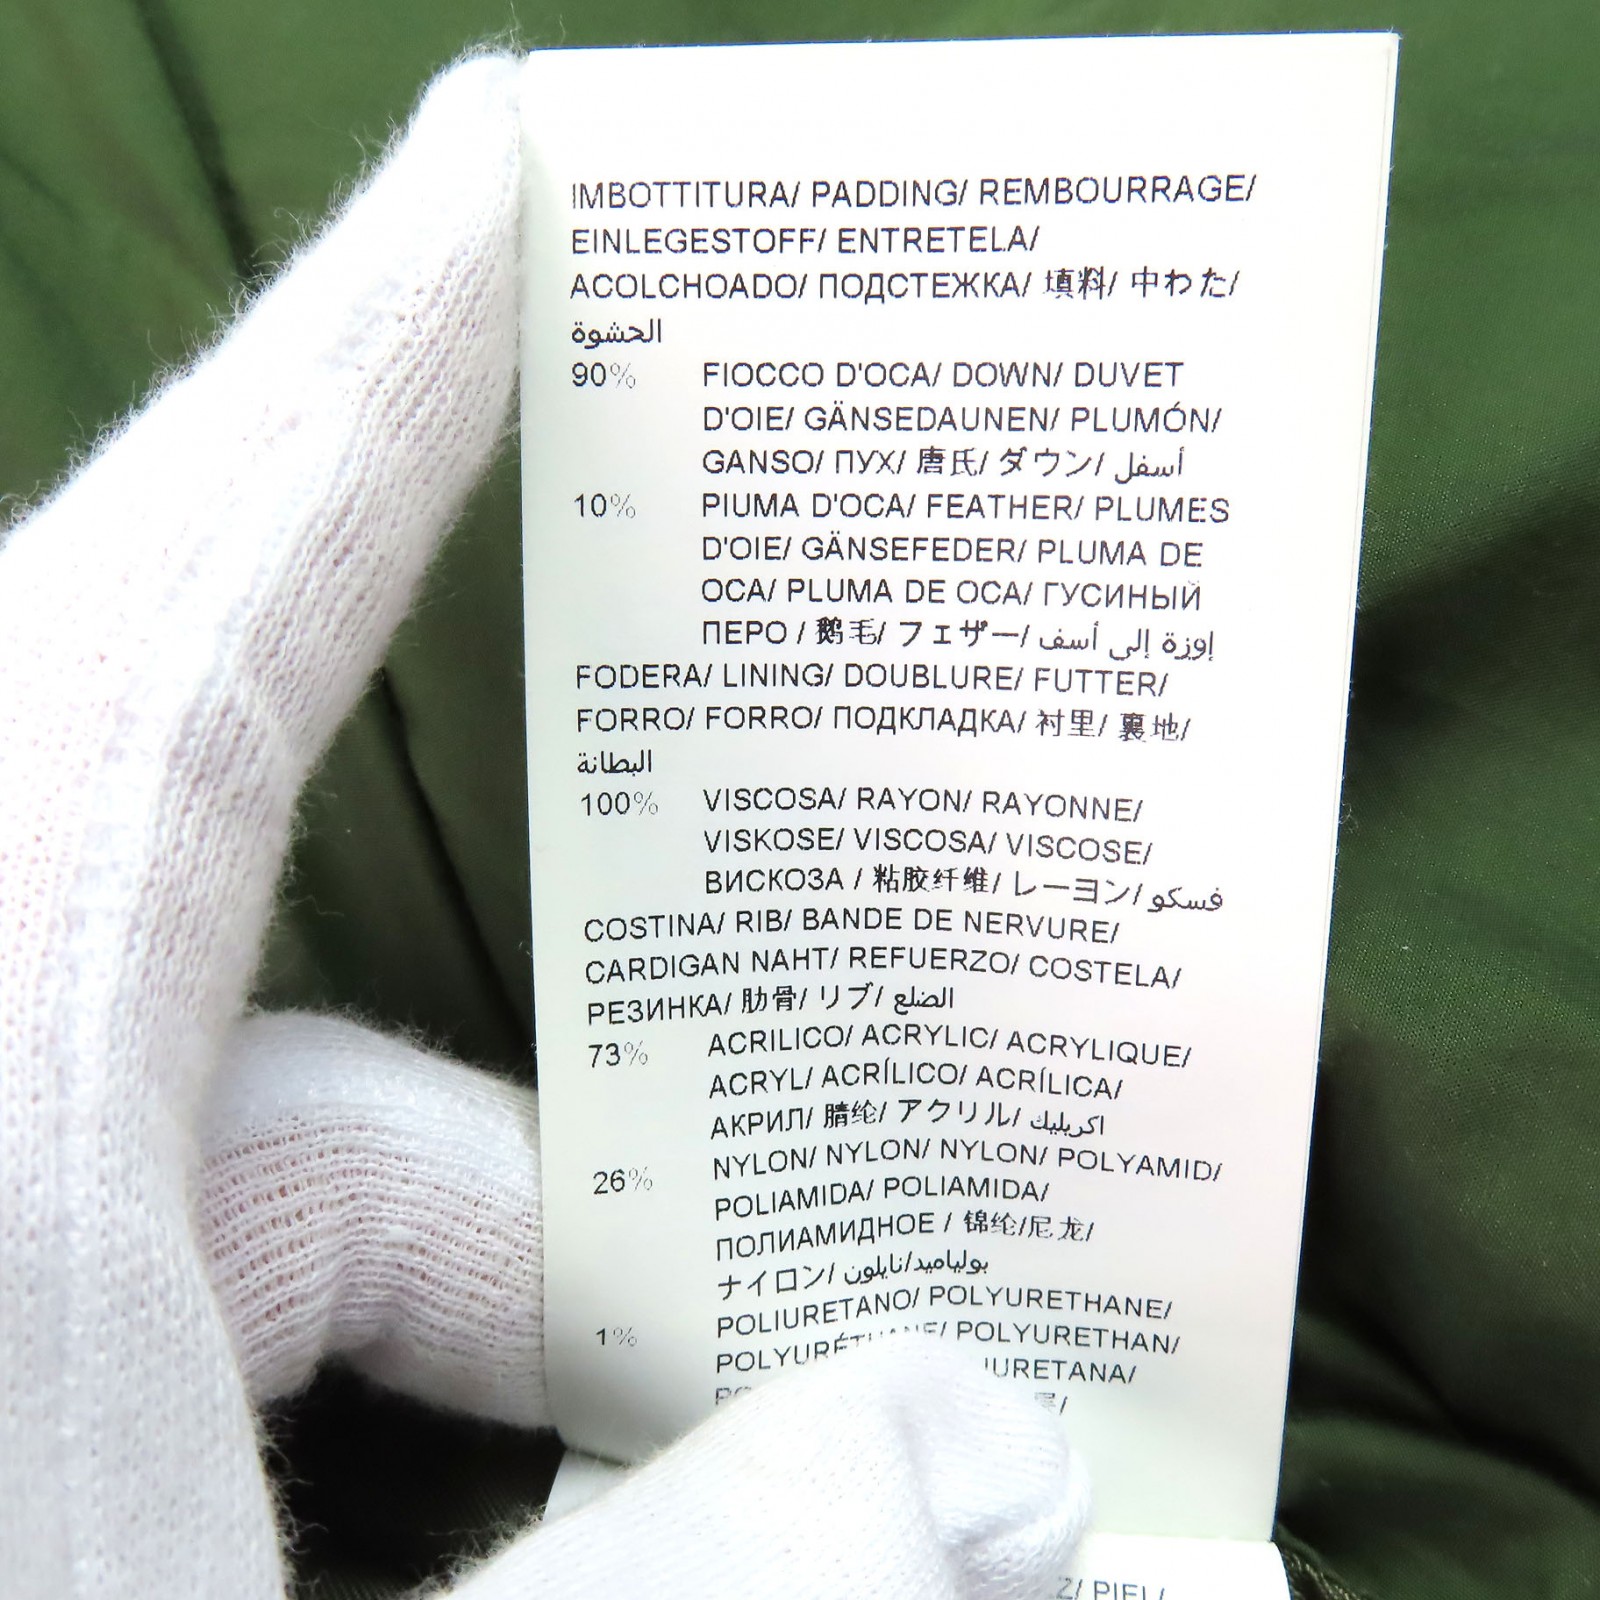 IMBOTTITURA/ PADDING/ REMBOURRAGE/
EINLEGESTOFF/ ENTRETELA/
ACOLCHOADO/ ПОДСТЕЖКА/ 填料/ 中わた/
الحشوة
90% FIOCCO D'OCA/ DOWN/ DUVET
D'OIE/ GÄNSEDAUNEN/ PLUMÓN/
GANSO/ ПУХ/ 唐氏/ ダウン/ أسفل
10% PIUMA D'OCA/ FEATHER/ PLUMES
D'OIE/ GÄNSEFEDER/ PLUMA DE
OCA/ PLUMA DE OCA/ ГУСИНЫЙ
ПЕРО / 鹅毛/ フェザー/ إوزة إلى أسف
FODERA/ LINING/ DOUBLURE/ FUTTER/
FORRO/ FORRO/ ПОДКЛАДКА/ 衬里/ 裏地/
البطانة
100% VISCOSA/ RAYON/ RAYONNE/
VISKOSE/ VISCOSA/ VISCOSE/
ВИСКОЗА / 粘胶纤维/ レーヨン/ فسكو
COSTINA/ RIB/ BANDE DE NERVURE/
CARDIGAN NAHT/ REFUERZO/ COSTELA/
РЕЗИНКА/ 肋骨/ リブ/ الضلع
73% ACRILICO/ ACRYLIC/ ACRYLIQUE/
ACRYL/ ACRÍLICO/ ACRÍLICA/
АКРИЛ/ 腈纶/ アクリル/ اكريليك
26% NYLON/ NYLON/ NYLON/ POLYAMID/
POLIAMIDA/ POLIAMIDA/
ПОЛИАМИДНОЕ / 锦纶/尼龙/
ナイロン/ بولياميد/نايلون
1% POLIURETANO/ POLYURETHANE/
POLYURÉTHANE/ POLYURETHAN/
URETANA/
PIEL/